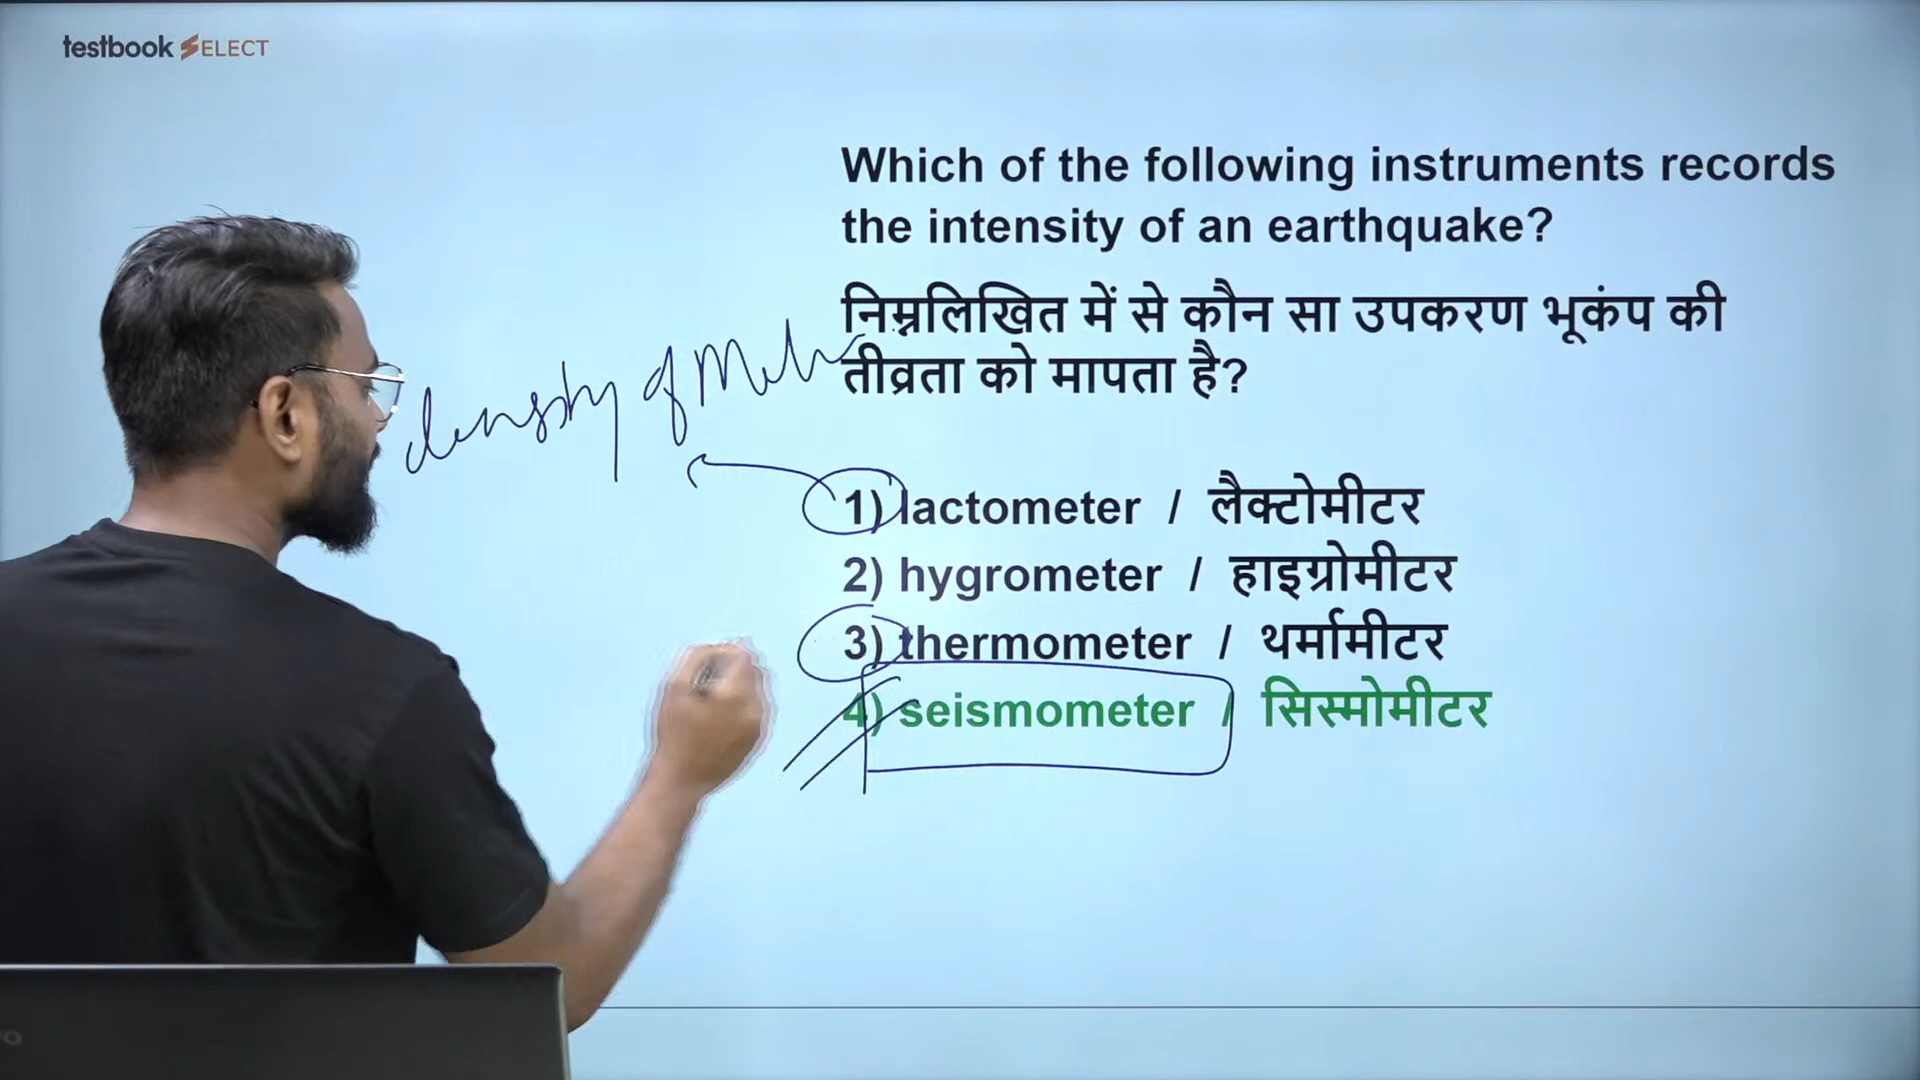 testbook SELECT
Which of the following instruments records
the intensity of an earthquake?
निम्नलिखित में से कौन सा उपकरण भूकंप की
तीव्रता को मापता है?
density of
1) lactometer / लैक्टोमीटर
2) hygrometer / हाइग्रोमीटर
3) thermometer / थर्मामीटर
4) seismometer / सिस्मोमीटर